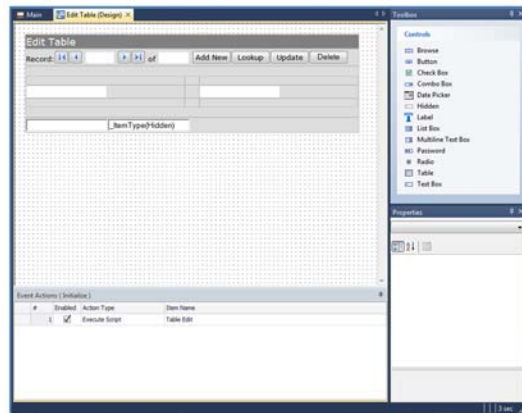 Main
Edit Table (Design) ×
Edit Table
Record: of
Add New Lookup Update Delete
_ItemType(Hidden)
Event Actions ( Initialize )
# Enabled Action Type Item Name
1 Execute Script Table Edit
Toolbox
Controls
Browse
Button
Check Box
Combo Box
Date Picker
Hidden
Label
List Box
Multiline Text Box
Password
Radio
Table
Text Box
Properties
3 sec